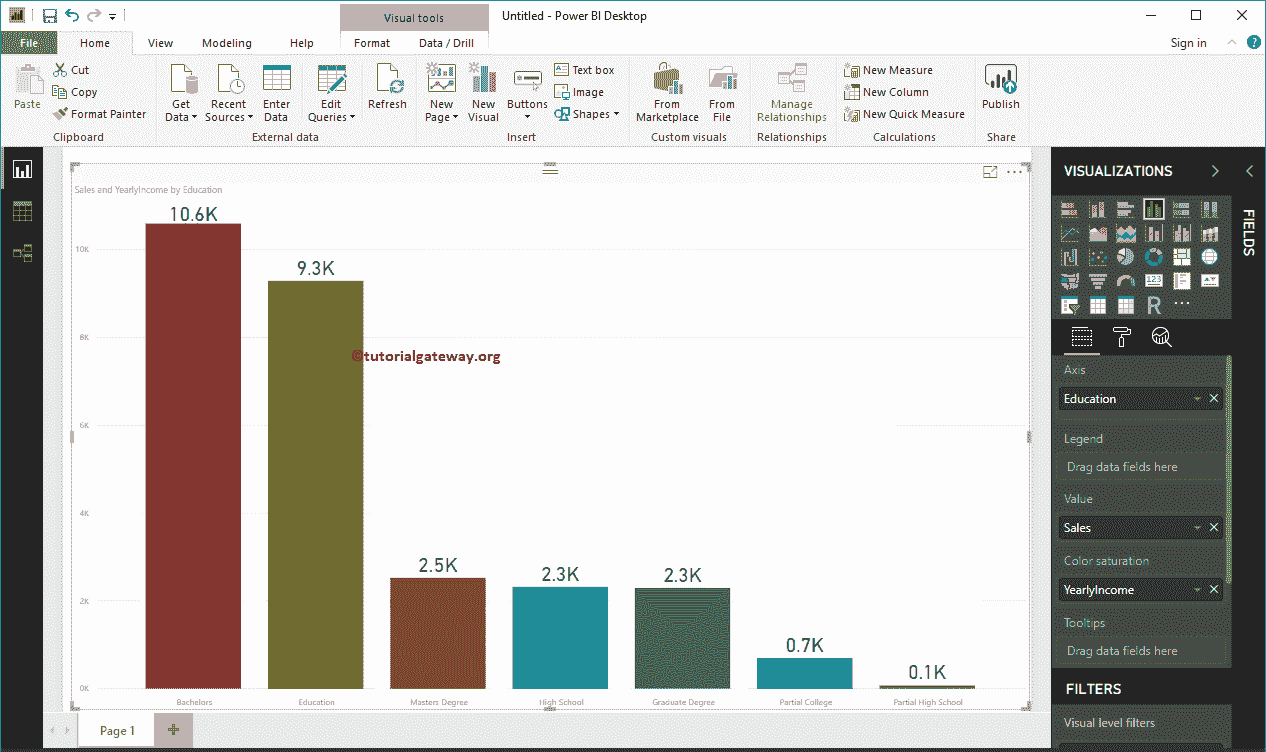 Visual tools
Untitled - Power BI Desktop
File Home View Modeling Help Format Data / Drill Sign in
Paste
Cut
Copy
Format Painter
Clipboard
Get Data
Recent Sources
Enter Data
Edit Queries
External data
Refresh
New Page
New Visual
Buttons
Text box
Image
Shapes
Insert
From Marketplace
From File
Custom visuals
Manage Relationships
Relationships
New Measure
New Column
New Quick Measure
Calculations
Publish
Share
Sales and YearlyIncome by Education
10K
8K
6K
4K
2K
0K
10.6K
9.3K
2.5K
2.3K
2.3K
0.7K
0.1K
©tutorialgateway.org
Bachelors
Education
Masters Degree
High School
Graduate Degree
Partial College
Partial High School
Page 1
VISUALIZATIONS
123
R
Axis
Education
Legend
Drag data fields here
Value
Sales
Color saturation
YearlyIncome
Tooltips
Drag data fields here
FILTERS
Visual level filters
FIELDS